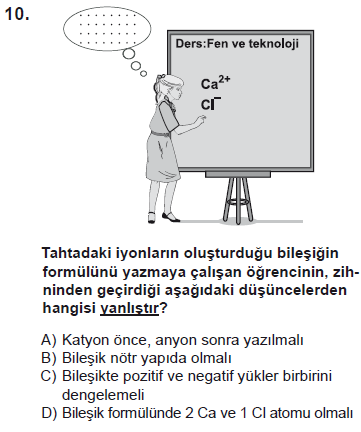 10.
Ders:Fen ve teknoloji
Ca²⁺
Cl⁻
Tahtadaki iyonların oluşturduğu bileşiğin
formülünü yazmaya çalışan öğrencinin, zih-
ninden geçirdiği aşağıdaki düşüncelerden
hangisi yanlıştır?
A) Katyon önce, anyon sonra yazılmalı
B) Bileşik nötr yapıda olmalı
C) Bileşikte pozitif ve negatif yükler birbirini
dengelemeli
D) Bileşik formülünde 2 Ca ve 1 Cl atomu olmalı